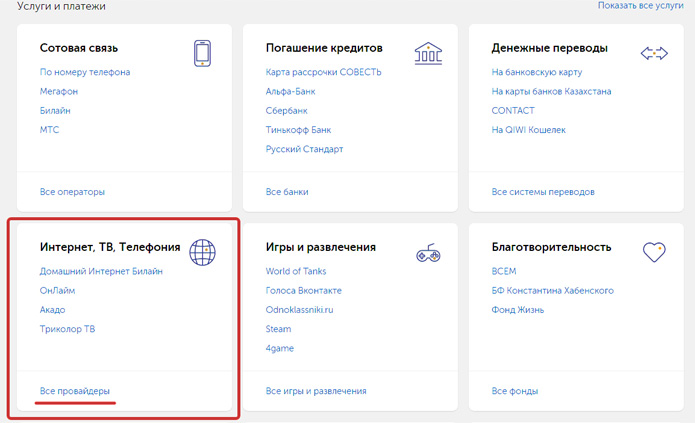 Услуги и платежи
Показать все услуги
Сотовая связь
По номеру телефона
Мегафон
Билайн
МТС
Все операторы
Погашение кредитов
Карта рассрочки СОВЕСТЬ
Альфа-Банк
Сбербанк
Тинькофф Банк
Русский Стандарт
Все банки
Денежные переводы
На банковскую карту
На карты банков Казахстана
CONTACT
На QIWI Кошелек
Все системы переводов
Интернет, ТВ, Телефония
Домашний Интернет Билайн
ОнЛайм
Акадо
Триколор ТВ
Все провайдеры
Игры и развлечения
World of Tanks
Голоса Вконтакте
Odnoklassniki.ru
Steam
4game
Все игры и развлечения
Благотворительность
ВСЕМ
БФ Константина Хабенского
Фонд Жизнь
Все фонды